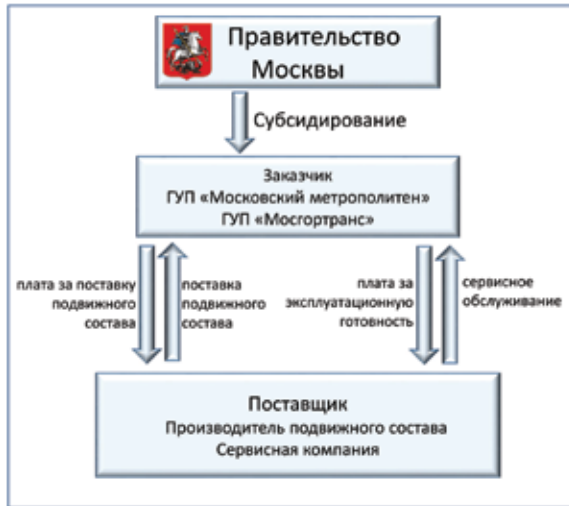 Правительство
Москвы
Субсидирование
Заказчик
ГУП «Московский метрополитен»
ГУП «Мосгортранс»
плата за поставку
подвижного
состава
поставка
подвижного
состава
плата за
эксплуатационную
готовность
сервисное
обслуживание
Поставщик
Производитель подвижного состава
Сервисная компания